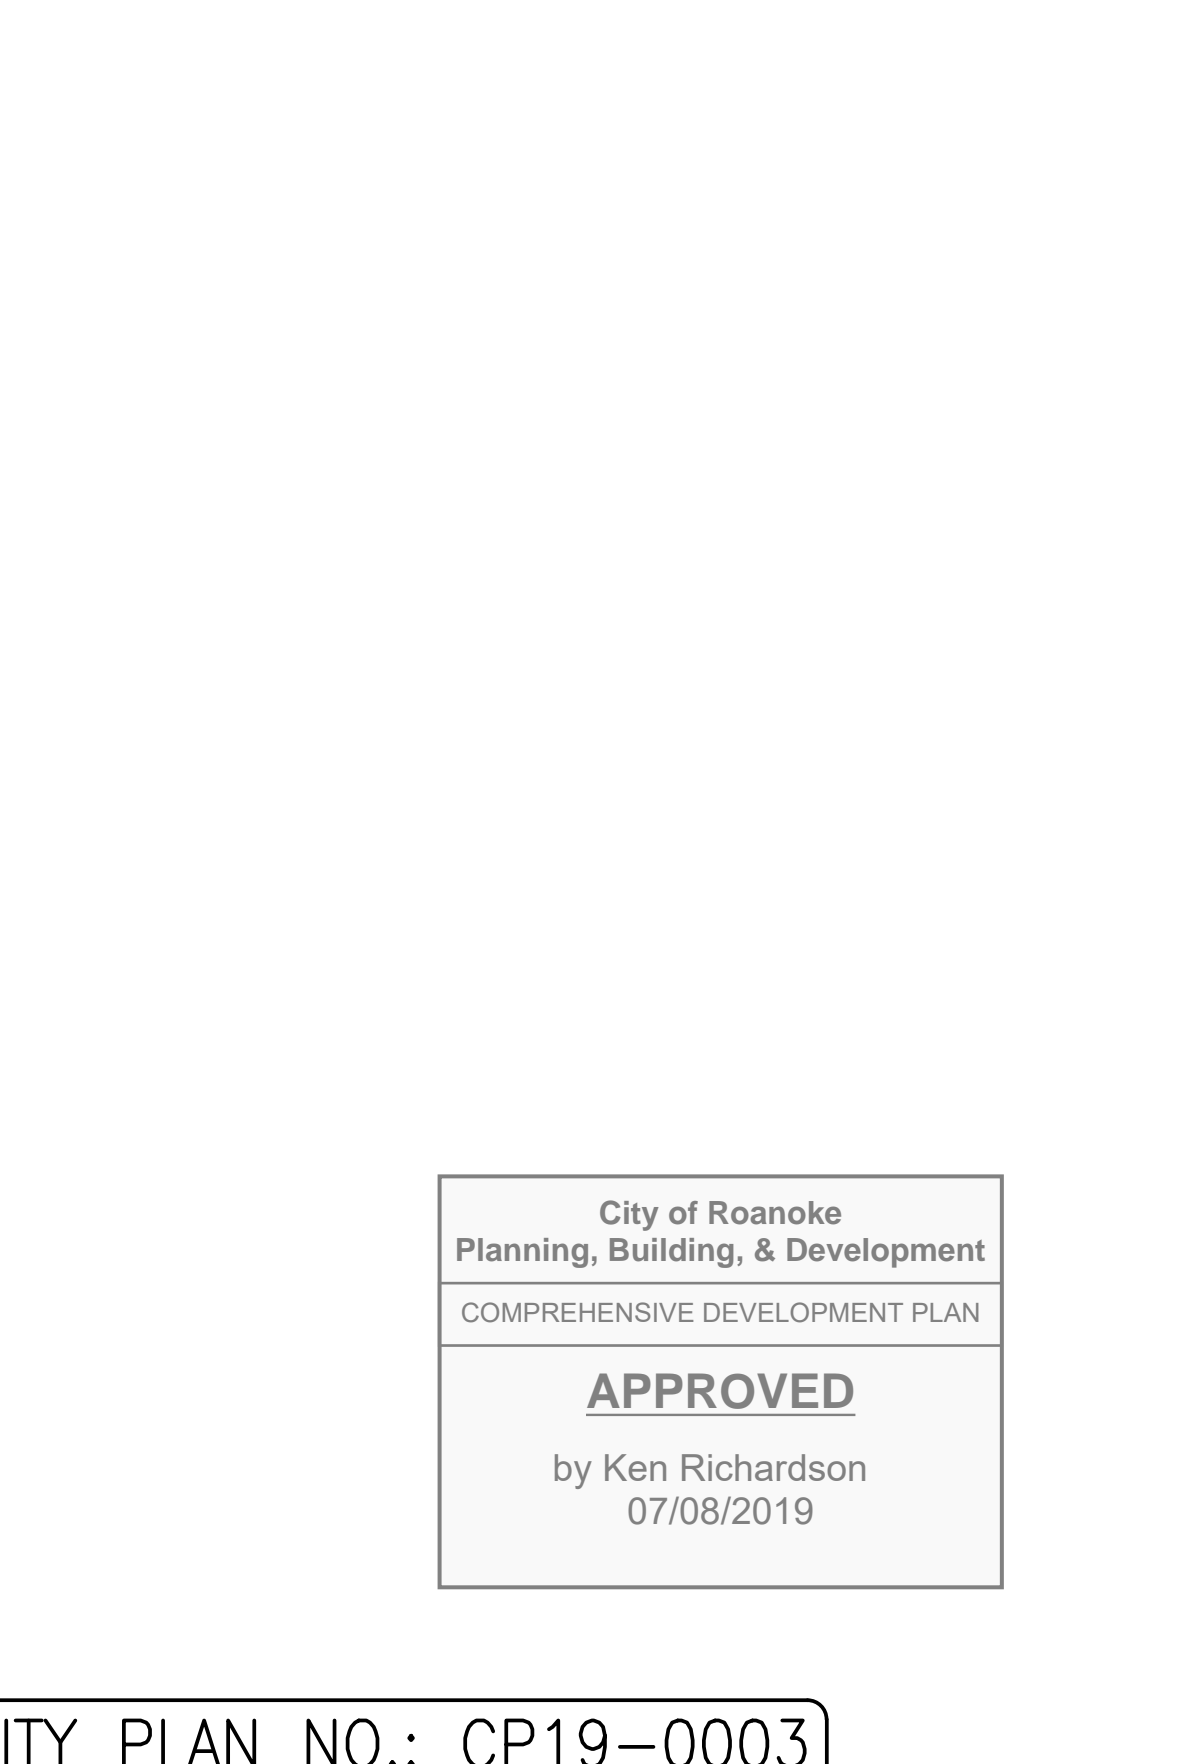 City of Roanoke
Planning, Building, & Development
COMPREHENSIVE DEVELOPMENT PLAN
APPROVED
by Ken Richardson
07/08/2019
PLAN NO.: CP19-0003